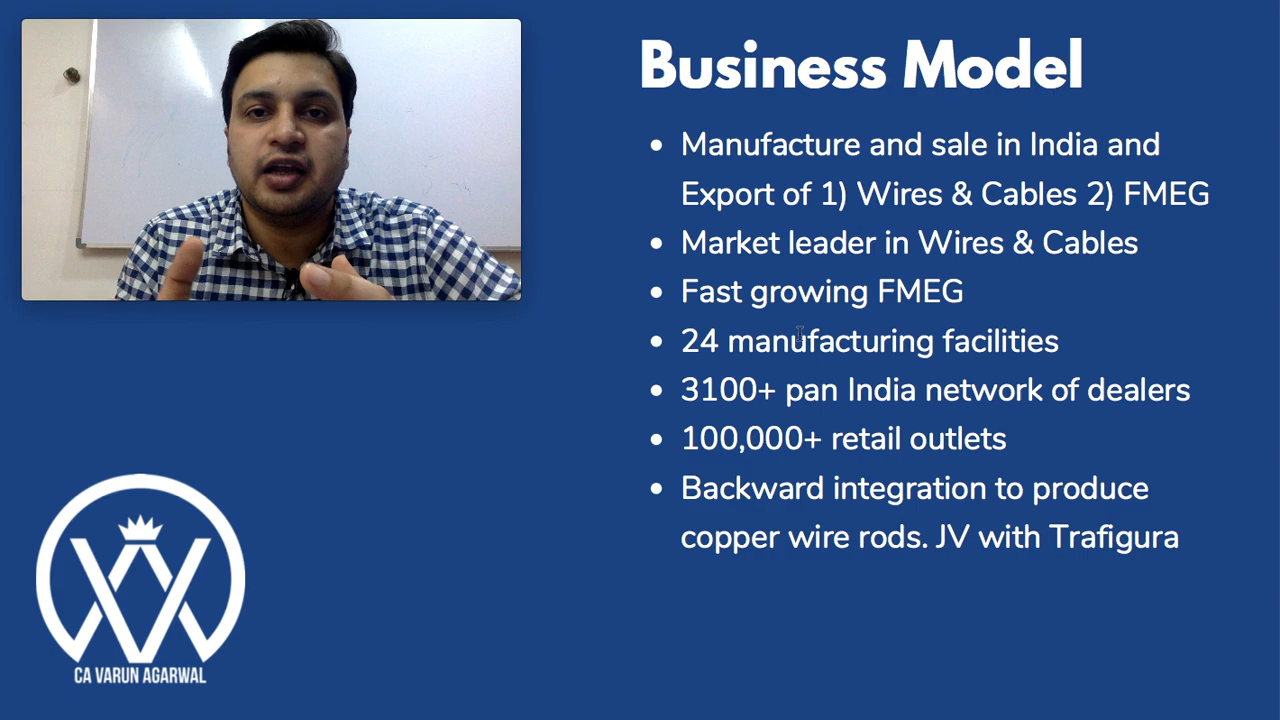 Business Model
• Manufacture and sale in India and
Export of 1) Wires & Cables 2) FMEG
• Market leader in Wires & Cables
• Fast growing FMEG
• 24 manufacturing facilities
• 3100+ pan India network of dealers
• 100,000+ retail outlets
• Backward integration to produce
copper wire rods. JV with Trafigura
CA VARUN AGARWAL